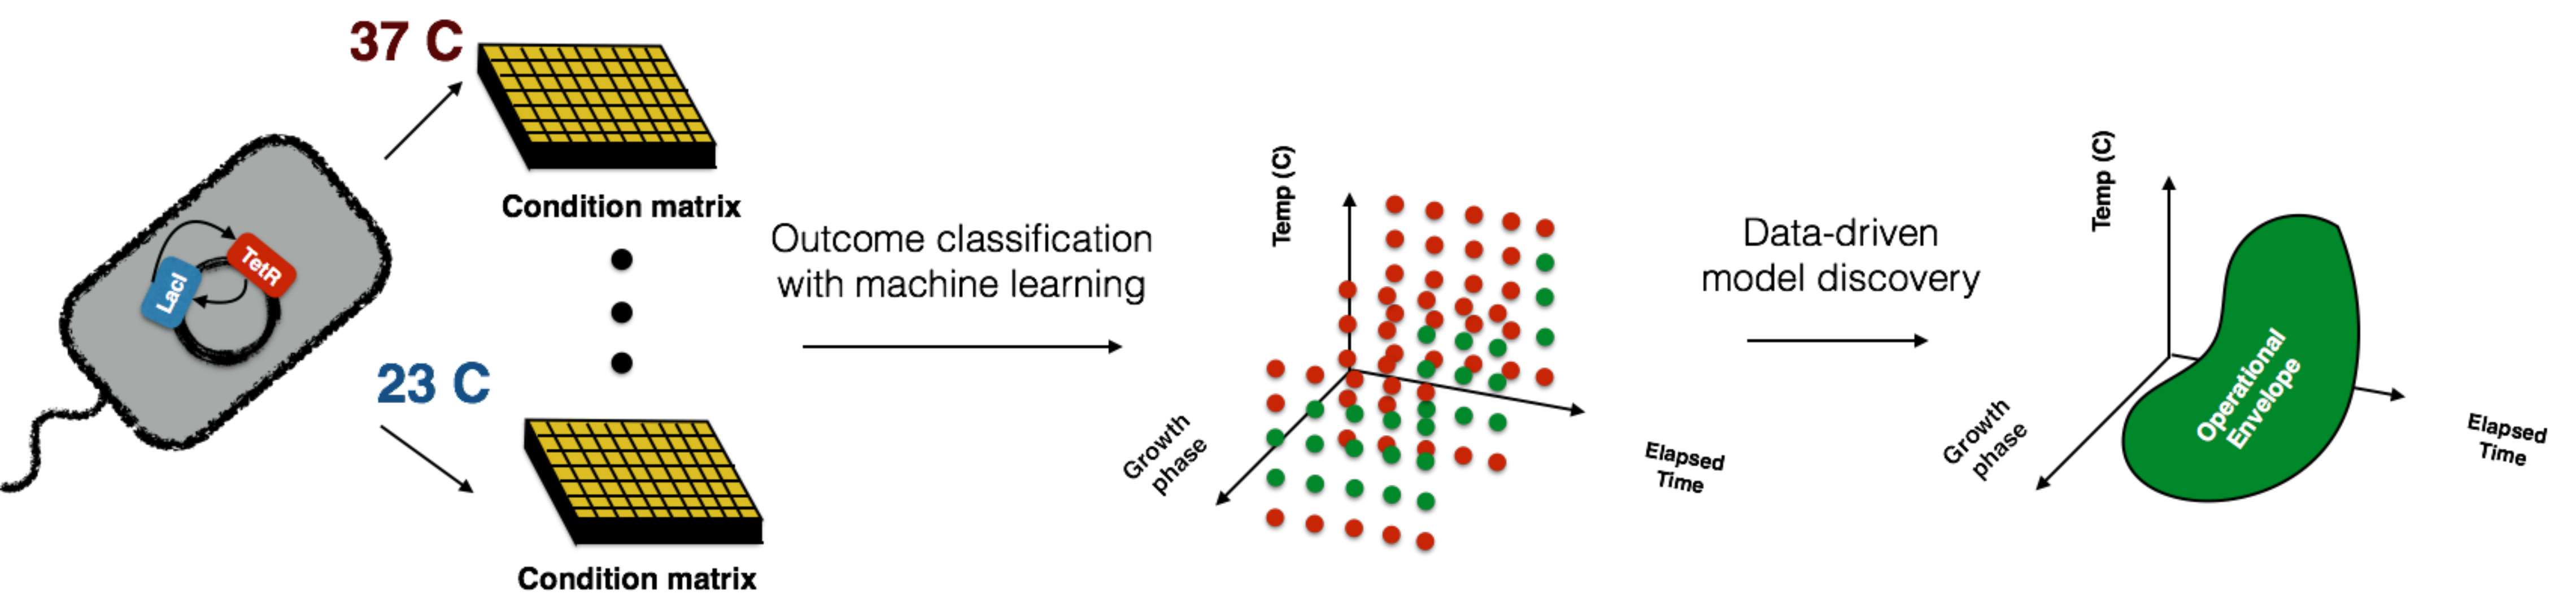 37 C
Condition matrix
LacI
TetR
23 C
Condition matrix
Outcome classification
with machine learning
Temp (C)
Growth
phase
Elapsed
Time
Data-driven
model discovery
Temp (C)
Growth
phase
Operational
Envelope
Elapsed
Time